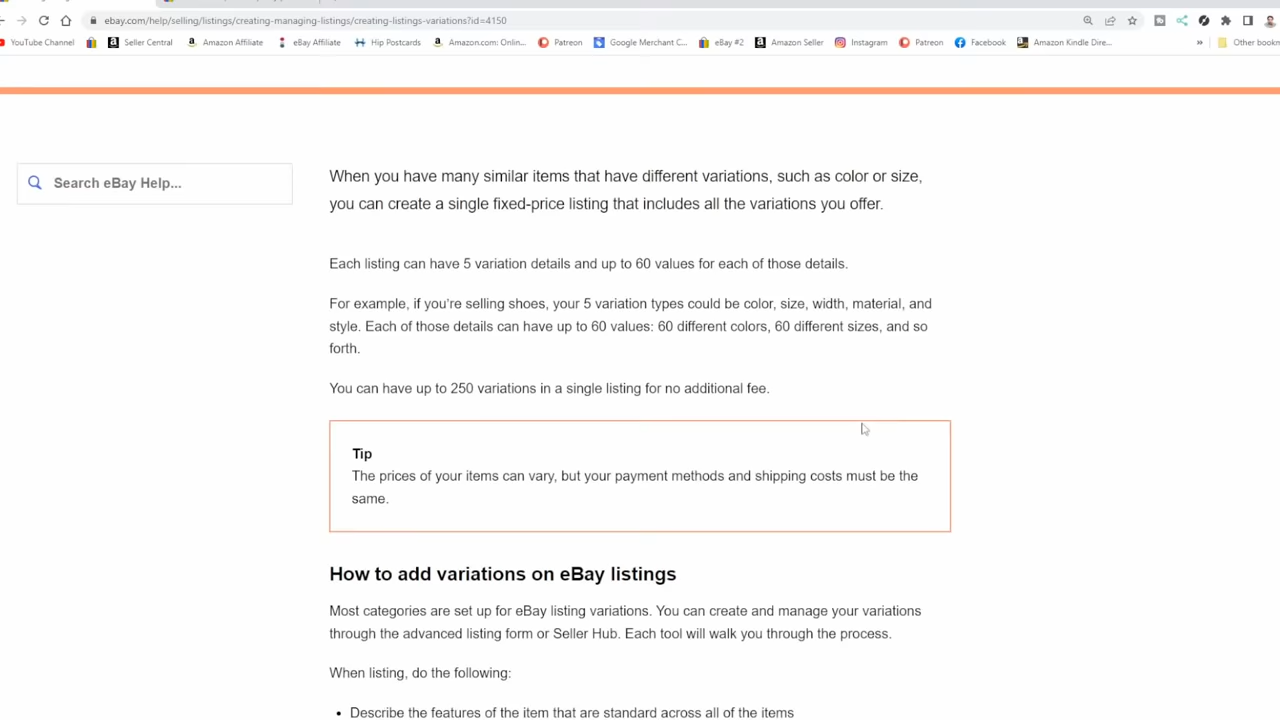 ebay.com/help/selling/listings/creating-managing-listings/creating-listings-variations?id=4150
YouTube Channel Seller Central Amazon Affiliate eBay Affiliate Hip Postcards Amazon.com: Onlin... Patreon Google Merchant C... eBay #2 Amazon Seller Instagram Patreon Facebook Amazon Kindle Dire... » Other bookm
Search eBay Help...
When you have many similar items that have different variations, such as color or size,
you can create a single fixed-price listing that includes all the variations you offer.
Each listing can have 5 variation details and up to 60 values for each of those details.
For example, if you're selling shoes, your 5 variation types could be color, size, width, material, and
style. Each of those details can have up to 60 values: 60 different colors, 60 different sizes, and so
forth.
You can have up to 250 variations in a single listing for no additional fee.
Tip
The prices of your items can vary, but your payment methods and shipping costs must be the
same.
How to add variations on eBay listings
Most categories are set up for eBay listing variations. You can create and manage your variations
through the advanced listing form or Seller Hub. Each tool will walk you through the process.
When listing, do the following:
• Describe the features of the item that are standard across all of the items